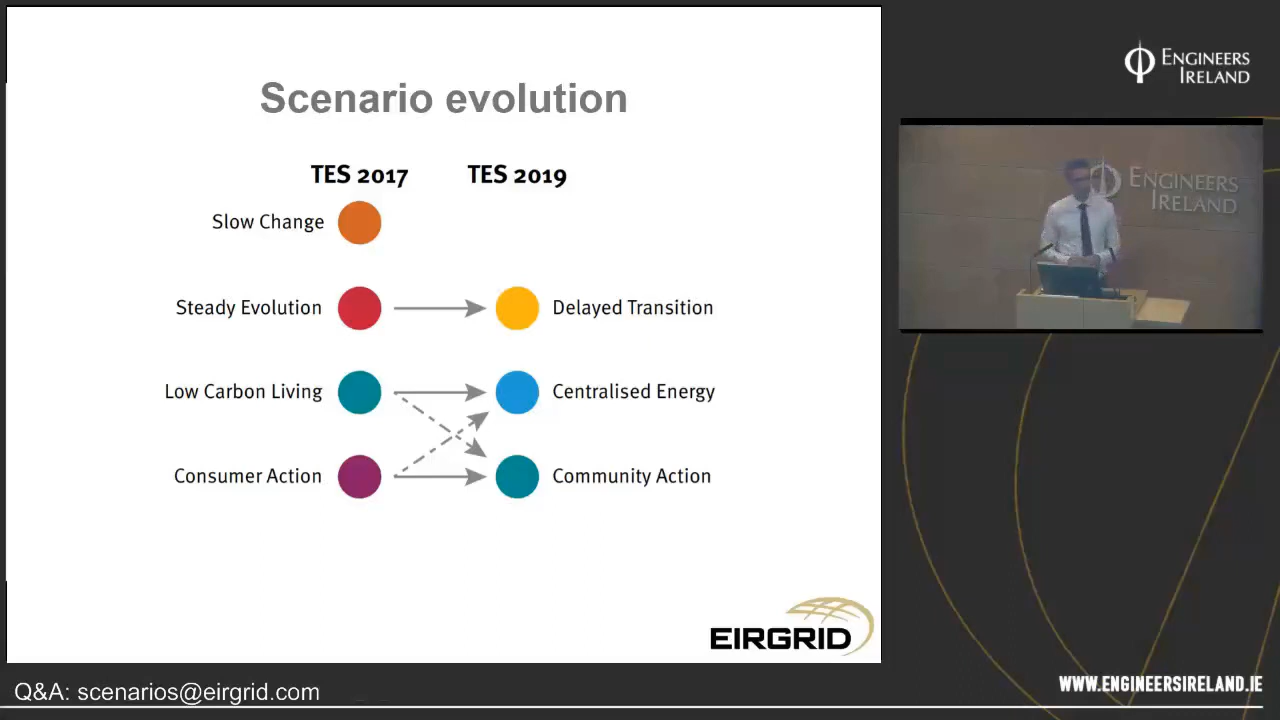 Scenario evolution
TES 2017 TES 2019
Slow Change
Steady Evolution Delayed Transition
Low Carbon Living Centralised Energy
Consumer Action Community Action
EIRGRID
Q&A: scenarios@eirgrid.com
ENGINEERS
IRELAND
ENGINEERS
IRELAND
WWW.ENGINEERSIRELAND.IE